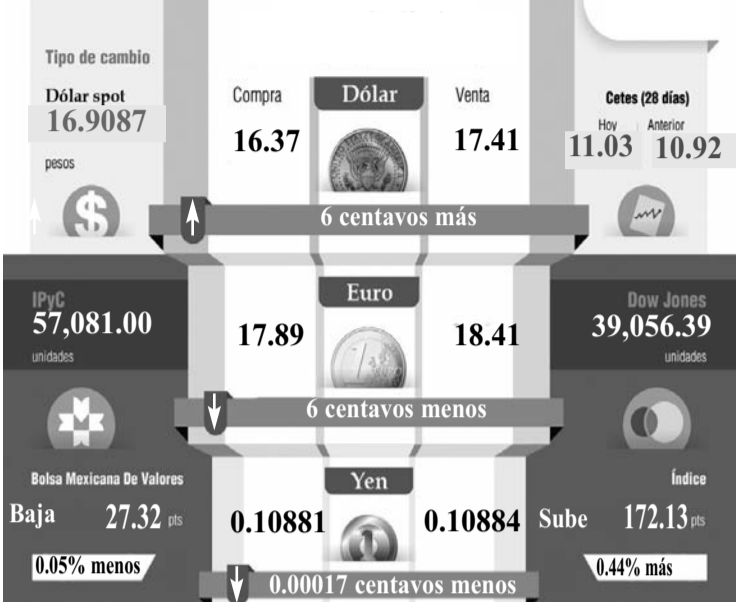 Tipo de cambio
Dólar spot
16.9087
pesos
$
Compra
Dólar
Venta
16.37
17.41
6 centavos más
Cetes (28 días)
Hoy
Anterior
11.03
10.92
IPyC
57,081.00
unidades
Euro
17.89
18.41
6 centavos menos
Dow Jones
39,056.39
unidades
Bolsa Mexicana De Valores
Baja 27.32 pts
0.05% menos
Yen
0.10881
0.10884
0.00017 centavos menos
Índice
Sube 172.13 pts
0.44% más